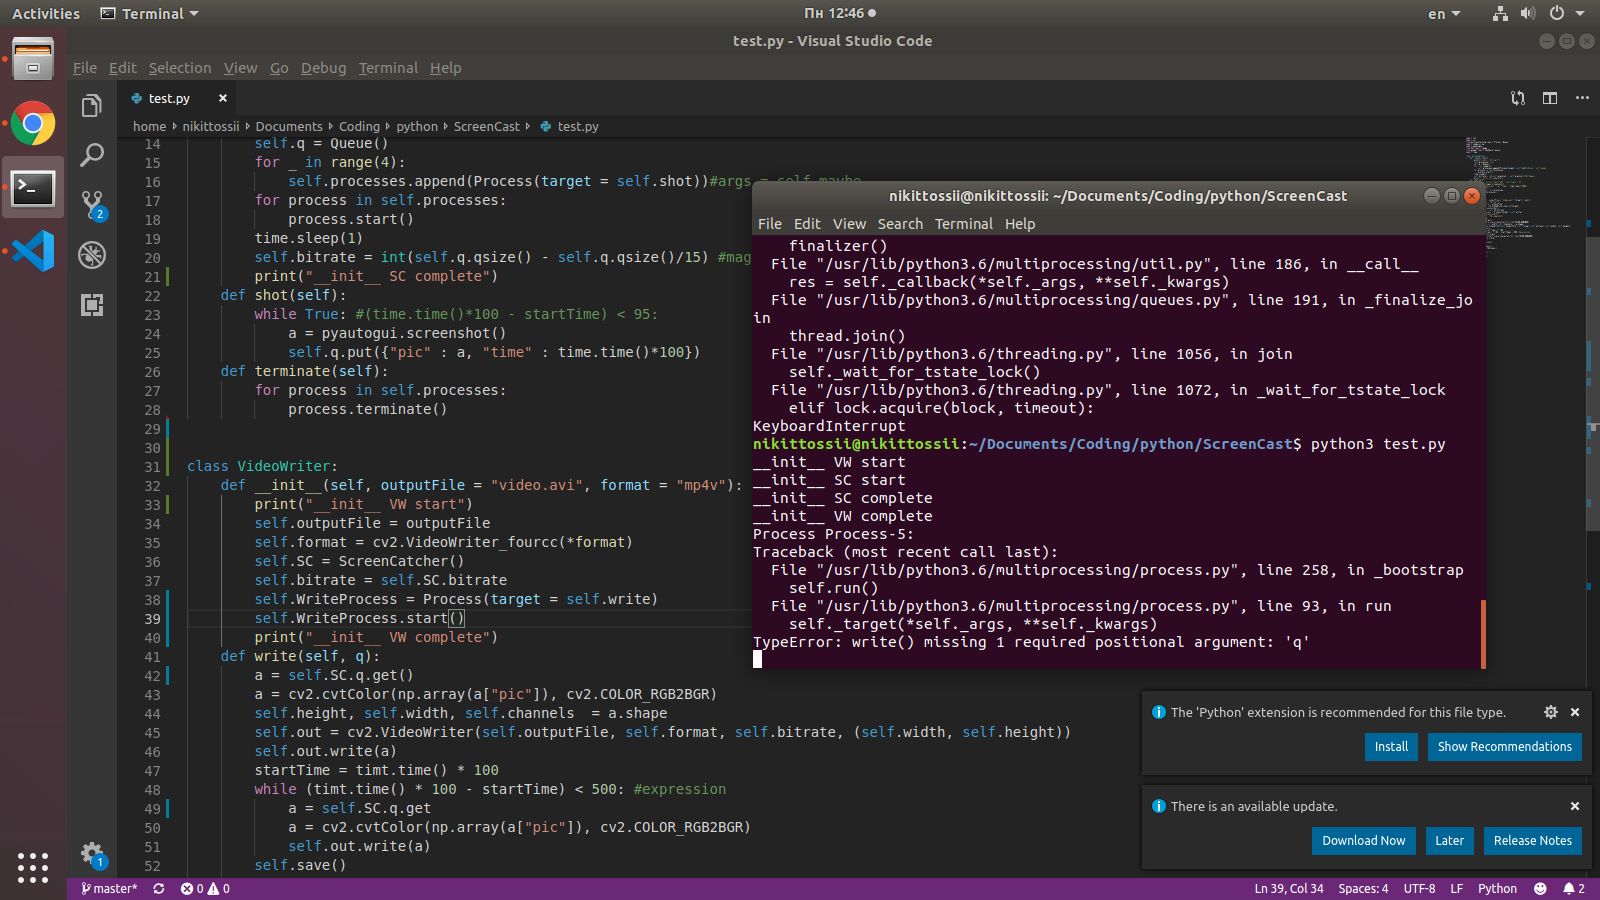 Activities Terminal Пн 12:46 en
test.py - Visual Studio Code
File Edit Selection View Go Debug Terminal Help
test.py
home nikittossii Documents Coding python ScreenCast test.py
14 self.q = Queue()
15 for _ in range(4):
16 self.processes.append(Process(target = self.shot))#args = self maybe
17 for process in self.processes:
18 process.start()
19 time.sleep(1)
20 self.bitrate = int(self.q.qsize() - self.q.qsize()/15) #mag
21 print("__init__ SC complete")
22 def shot(self):
23 while True: #(time.time()*100 - startTime) < 95:
24 a = pyautogui.screenshot()
25 self.q.put({"pic" : a, "time" : time.time()*100})
26 def terminate(self):
27 for process in self.processes:
28 process.terminate()
29
30
31 class VideoWriter:
32 def __init__(self, outputFile = "video.avi", format = "mp4v"):
33 print("__init__ VW start")
34 self.outputFile = outputFile
35 self.format = cv2.VideoWriter_fourcc(*format)
36 self.SC = ScreenCatcher()
37 self.bitrate = self.SC.bitrate
38 self.WriteProcess = Process(target = self.write)
39 self.WriteProcess.start()
40 print("__init__ VW complete")
41 def write(self, q):
42 a = self.SC.q.get()
43 a = cv2.cvtColor(np.array(a["pic"]), cv2.COLOR_RGB2BGR)
44 self.height, self.width, self.channels  = a.shape
45 self.out = cv2.VideoWriter(self.outputFile, self.format, self.bitrate, (self.width, self.height))
46 self.out.write(a)
47 startTime = timt.time() * 100
48 while (timt.time() * 100 - startTime) < 500: #expression
49 a = self.SC.q.get
50 a = cv2.cvtColor(np.array(a["pic"]), cv2.COLOR_RGB2BGR)
51 self.out.write(a)
52 self.save()
nikittossii@nikittossii: ~/Documents/Coding/python/ScreenCast
File Edit View Search Terminal Help
finalizer()
File "/usr/lib/python3.6/multiprocessing/util.py", line 186, in __call__
res = self._callback(*self._args, **self._kwargs)
File "/usr/lib/python3.6/multiprocessing/queues.py", line 191, in _finalize_jo
in
thread.join()
File "/usr/lib/python3.6/threading.py", line 1056, in join
self._wait_for_tstate_lock()
File "/usr/lib/python3.6/threading.py", line 1072, in _wait_for_tstate_lock
elif lock.acquire(block, timeout):
KeyboardInterrupt
nikittossii@nikittossii:~/Documents/Coding/python/ScreenCast$ python3 test.py
__init__ VW start
__init__ SC start
__init__ SC complete
__init__ VW complete
Process Process-5:
Traceback (most recent call last):
File "/usr/lib/python3.6/multiprocessing/process.py", line 258, in _bootstrap
self.run()
File "/usr/lib/python3.6/multiprocessing/process.py", line 93, in run
self._target(*self._args, **self._kwargs)
TypeError: write() missing 1 required positional argument: 'q'
The 'Python' extension is recommended for this file type.
Install Show Recommendations
There is an available update.
Download Now Later Release Notes
2
1
master* 0 0 Ln 39, Col 34 Spaces: 4 UTF-8 LF Python 2